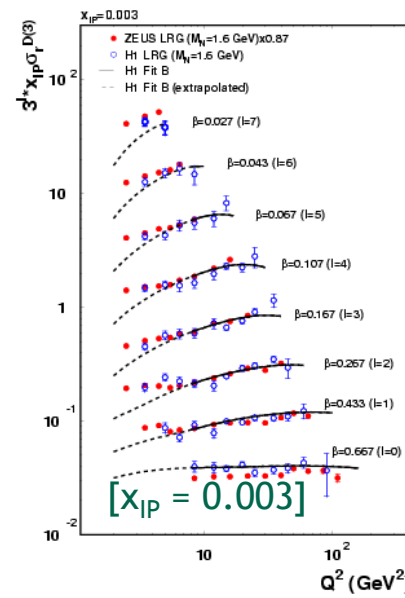 x_IP=0.003
ZEUS LRG (M_N=1.6 GeV)x0.87
H1 LRG (M_N=1.6 GeV)
H1 Fit B
H1 Fit B (extrapolated)
3^l*x_IP σ_r^D(3)
10^2
10
1
10^-1
10^-2
β=0.027 (l=7)
β=0.043 (l=6)
β=0.067 (l=5)
β=0.107 (l=4)
β=0.167 (l=3)
β=0.267 (l=2)
β=0.433 (l=1)
β=0.667 (l=0)
[x_IP = 0.003]
10
10^2
Q^2 (GeV^2)